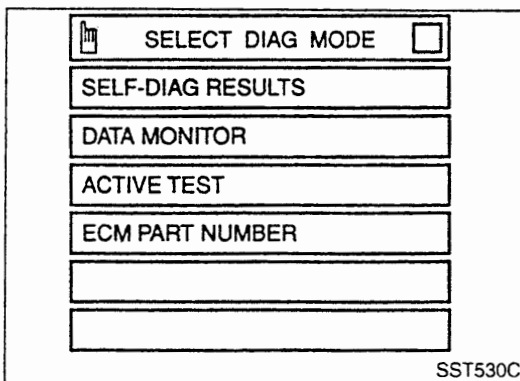 SELECT DIAG MODE
SELF-DIAG RESULTS
DATA MONITOR
ACTIVE TEST
ECM PART NUMBER
SST530C